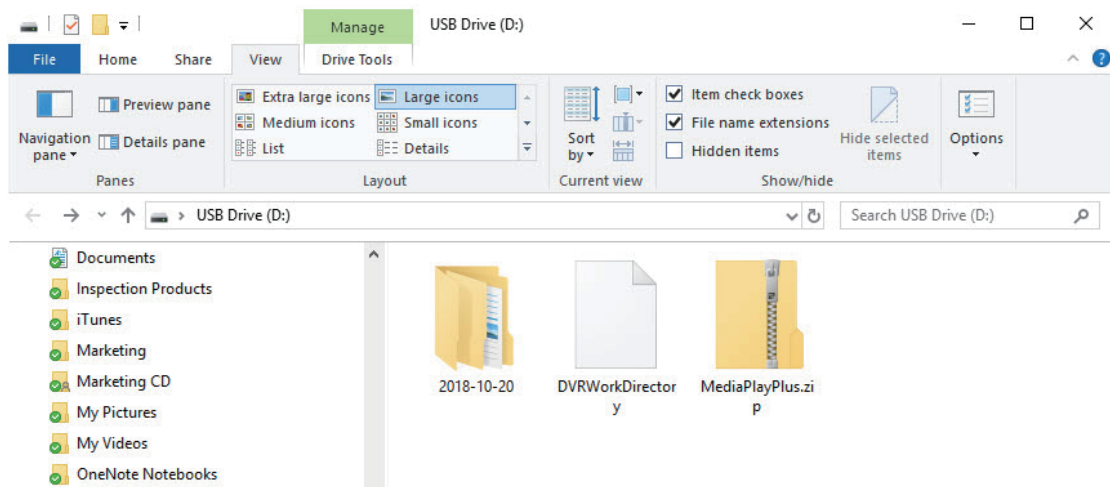 Manage
USB Drive (D:)
File
Home
Share
View
Drive Tools
?
Navigation
pane
Preview pane
Details pane
Panes
Extra large icons
Large icons
Medium icons
Small icons
List
Details
Layout
Sort
by
Current view
Item check boxes
File name extensions
Hidden items
Hide selected
items
Show/hide
Options
USB Drive (D:)
Search USB Drive (D:)
Documents
Inspection Products
iTunes
Marketing
Marketing CD
My Pictures
My Videos
OneNote Notebooks
2018-10-20
DVRWorkDirector
y
MediaPlayPlus.zi
p